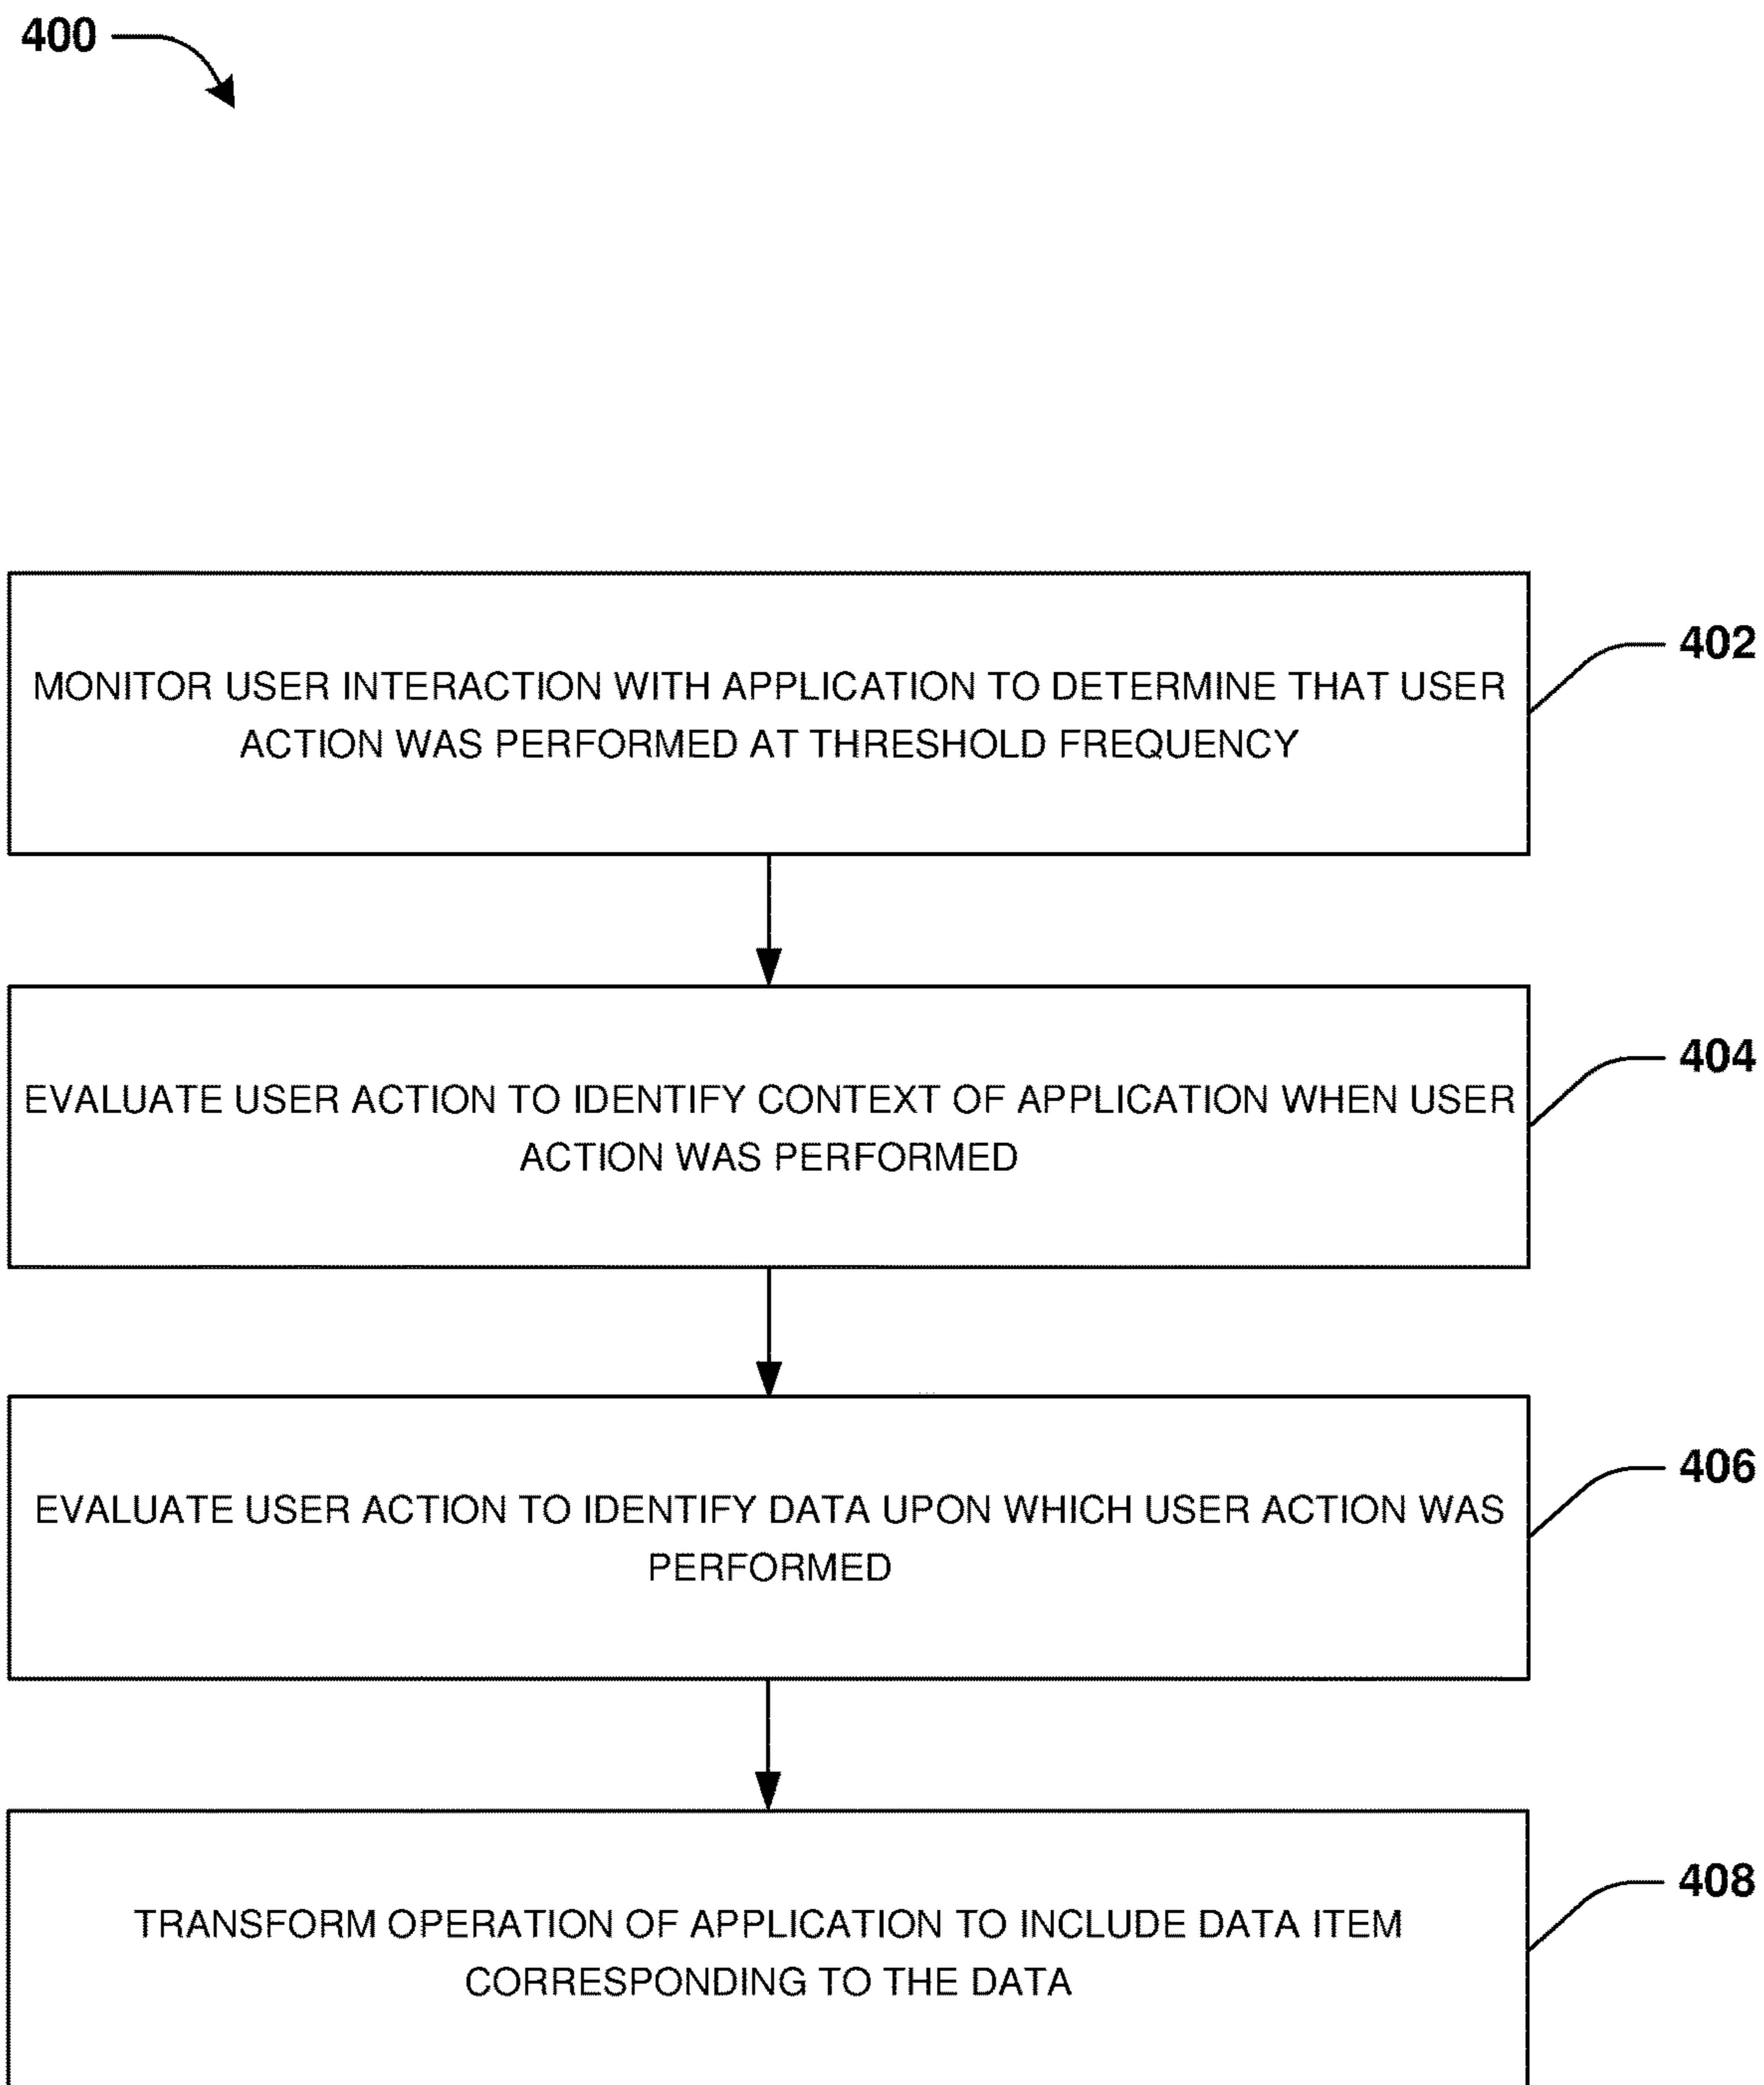 400
MONITOR USER INTERACTION WITH APPLICATION TO DETERMINE THAT USER
ACTION WAS PERFORMED AT THRESHOLD FREQUENCY
402
EVALUATE USER ACTION TO IDENTIFY CONTEXT OF APPLICATION WHEN USER
ACTION WAS PERFORMED
404
EVALUATE USER ACTION TO IDENTIFY DATA UPON WHICH USER ACTION WAS
PERFORMED
406
TRANSFORM OPERATION OF APPLICATION TO INCLUDE DATA ITEM
CORRESPONDING TO THE DATA
408